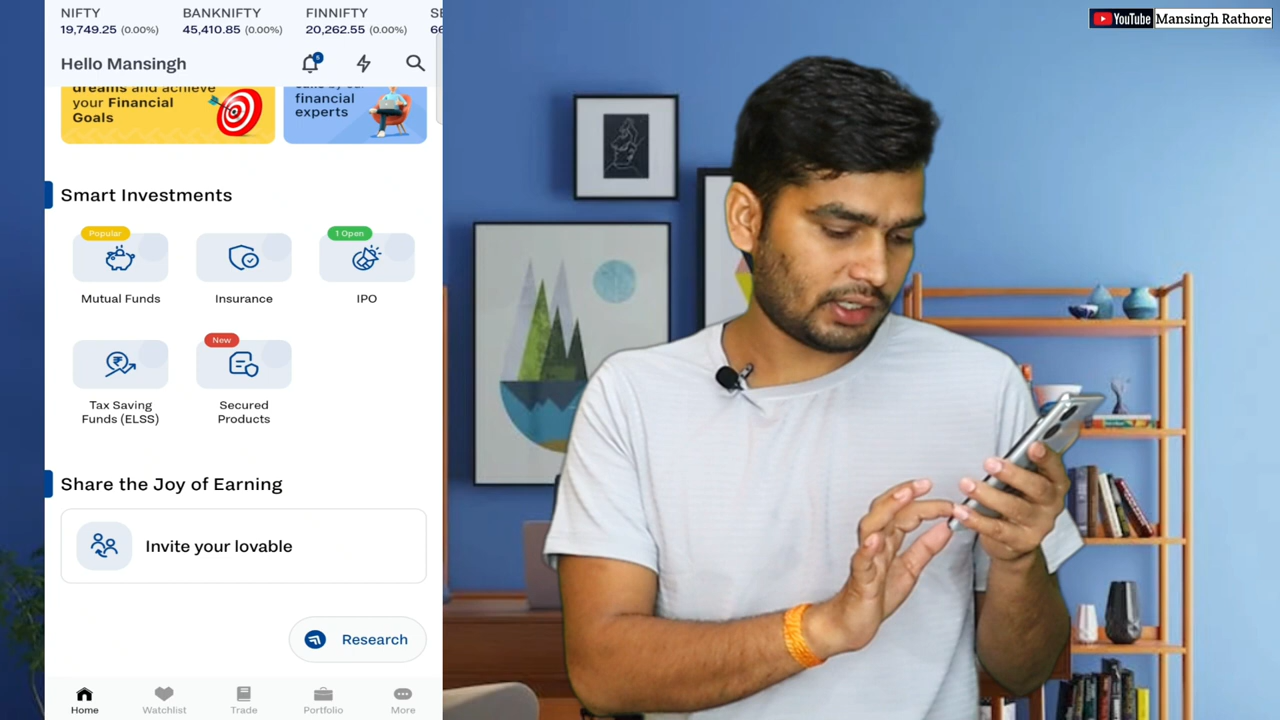 NIFTY BANKNIFTY FINNIFTY
19,749.25 (0.00%) 45,410.85 (0.00%) 20,262.55 (0.00%)
YouTube Mansingh Rathore
Hello Mansingh
6
dreams and achieve
your Financial
Goals
financial
experts
Smart Investments
Popular
1 Open
Mutual Funds
Insurance
IPO
New
Tax Saving
Funds (ELSS)
Secured
Products
Share the Joy of Earning
Invite your lovable
Research
Home Watchlist Trade Portfolio More